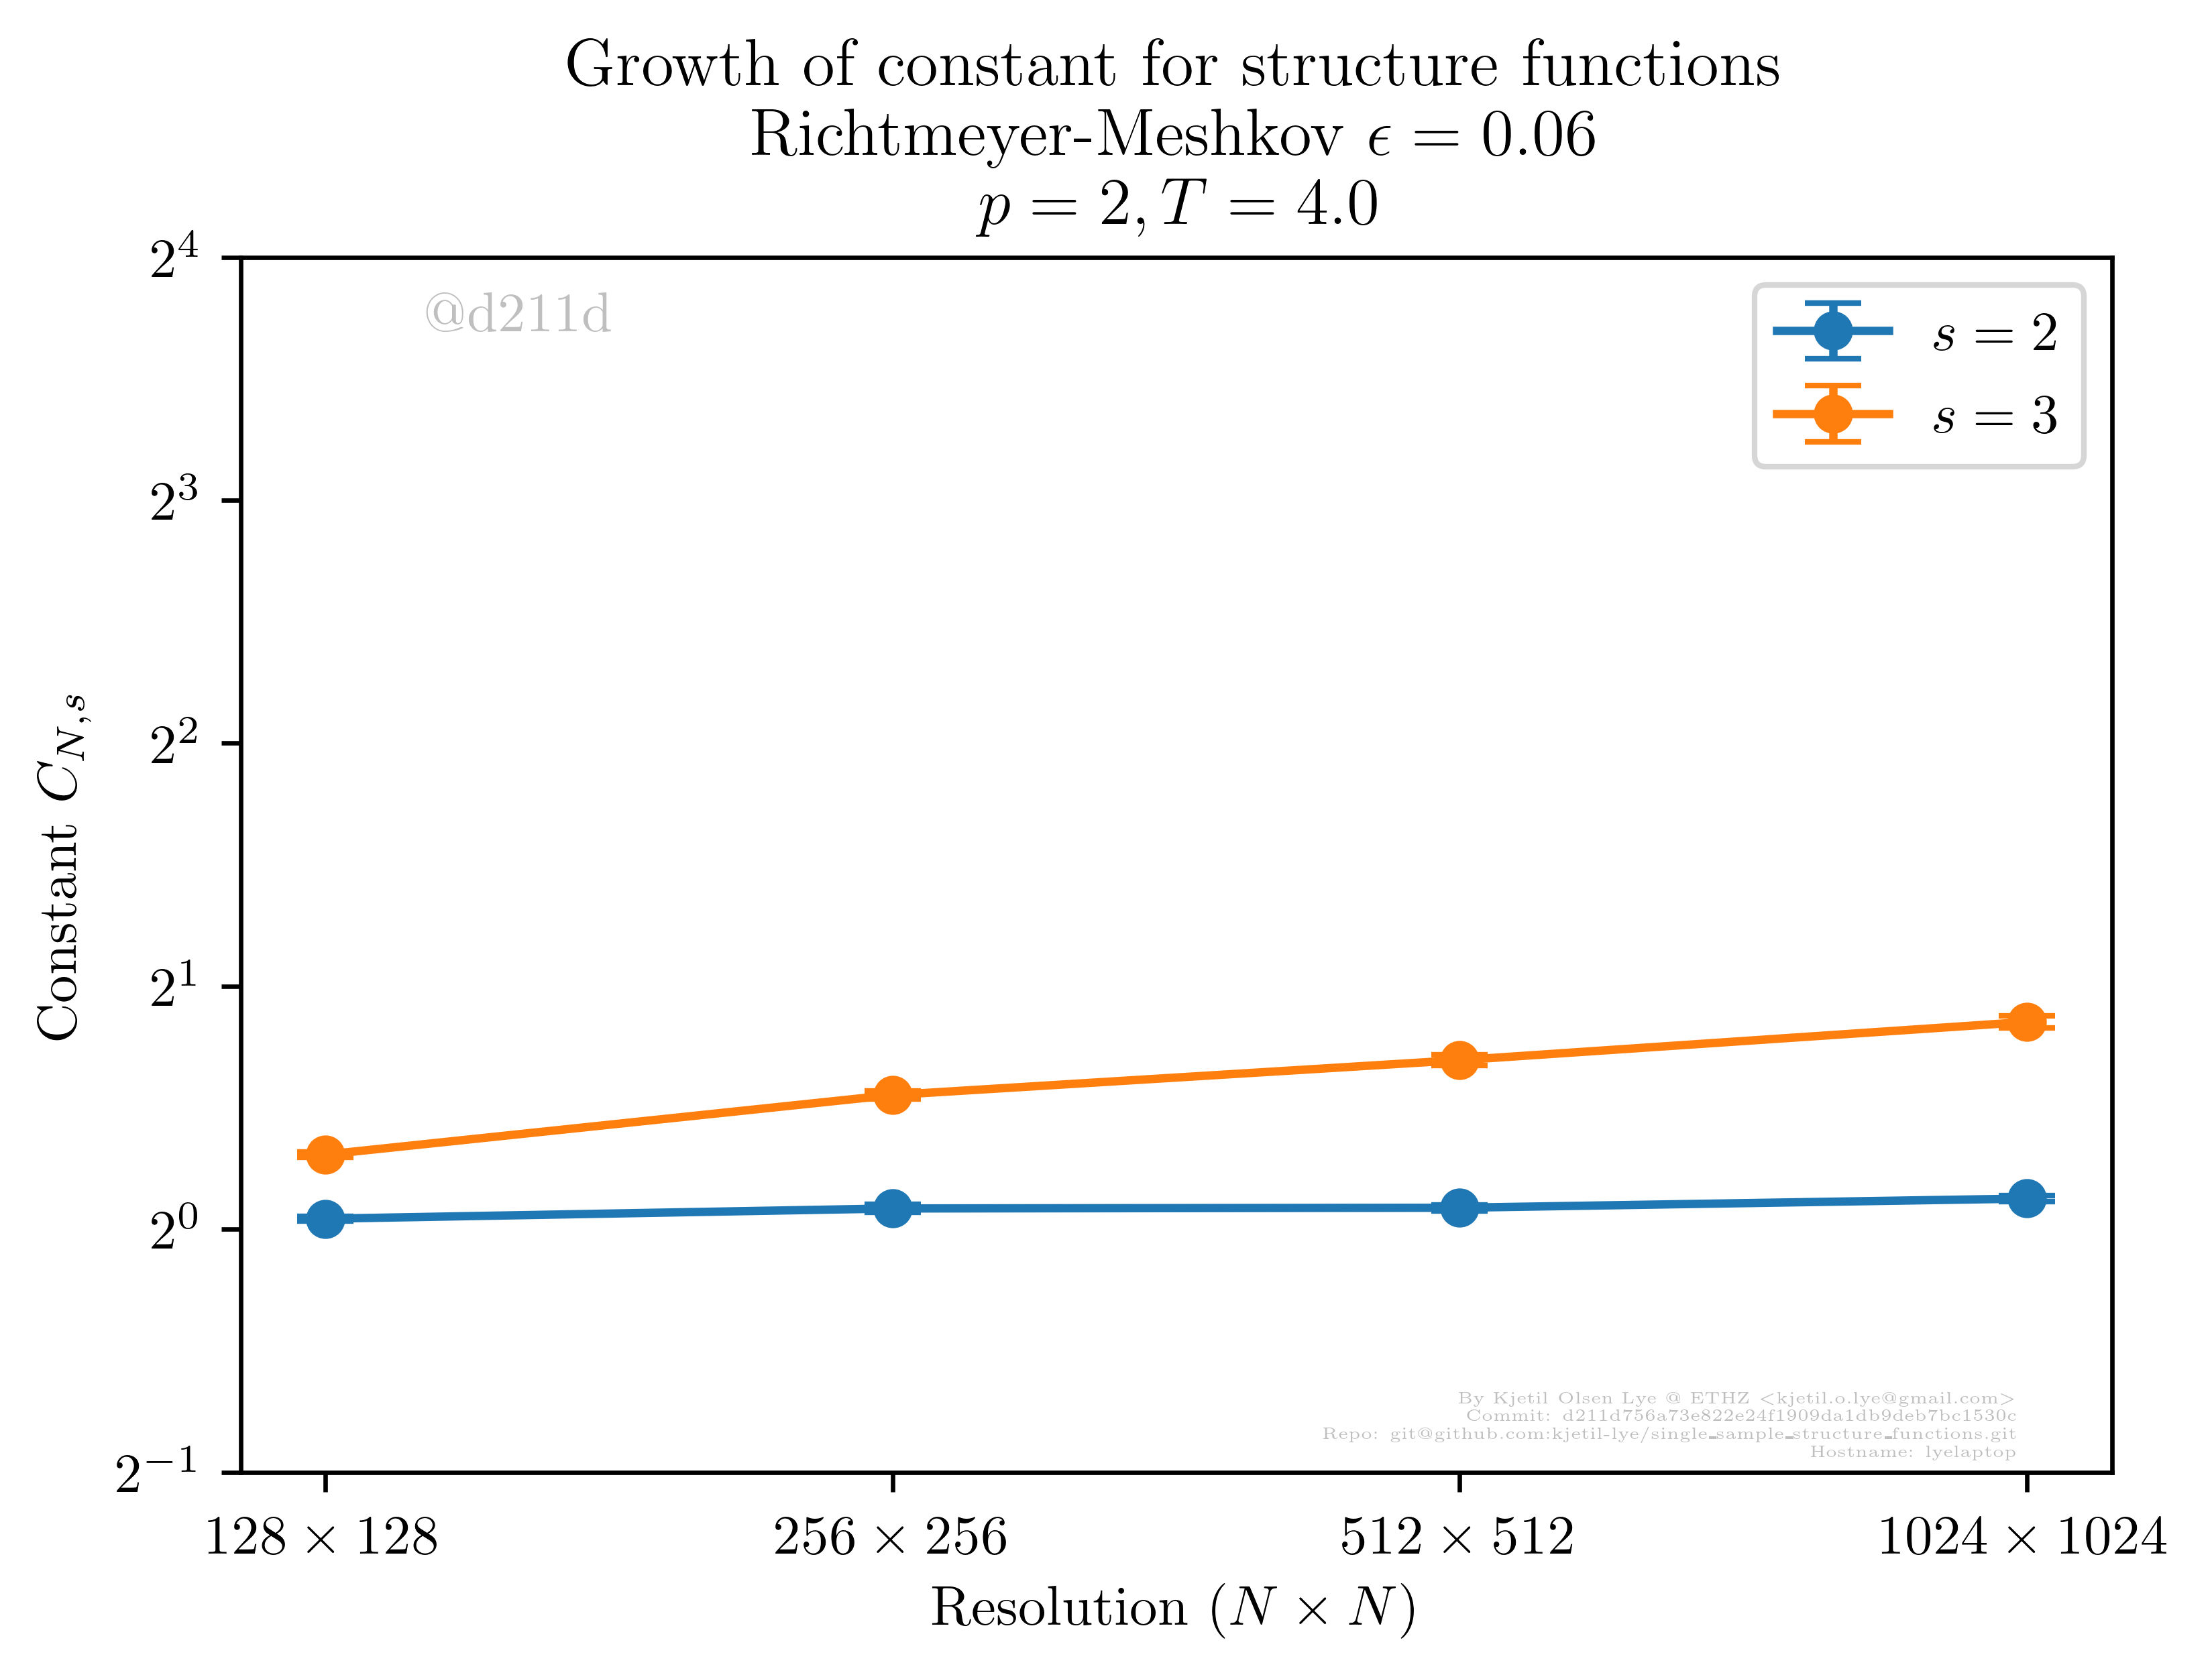 Growth of constant for structure functions
Richtmeyer-Meshkov ϵ = 0.06
p = 2, T = 4.0
@d211d
s = 2
s = 3
2^4
2^3
2^2
2^1
2^0
2^{-1}
Constant C_{N,s}
By Kjetil Olsen Lye @ ETHZ <kjetil.o.lye@gmail.com>
Commit: d211d756a73e822e24f1909da1db9deb7bc1530c
Repo: git@github.com:kjetil-lye/single_sample_structure_functions.git
Hostname: lyelaptop
128 × 128 256 × 256 512 × 512 1024 × 1024
Resolution (N × N)